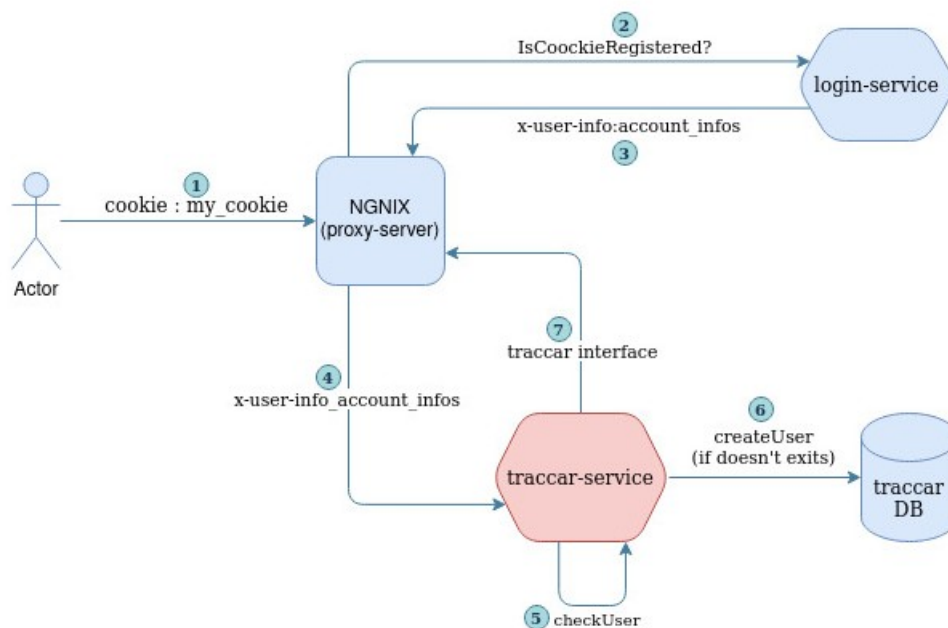 2
IsCoockieRegistered?
login-service
x-user-info:account_infos
3
1
cookie : my_cookie
NGNIX
(proxy-server)
Actor
7
traccar interface
4
x-user-info_account_infos
6
createUser
(if doesn't exits)
traccar-service
traccar
DB
5 checkUser